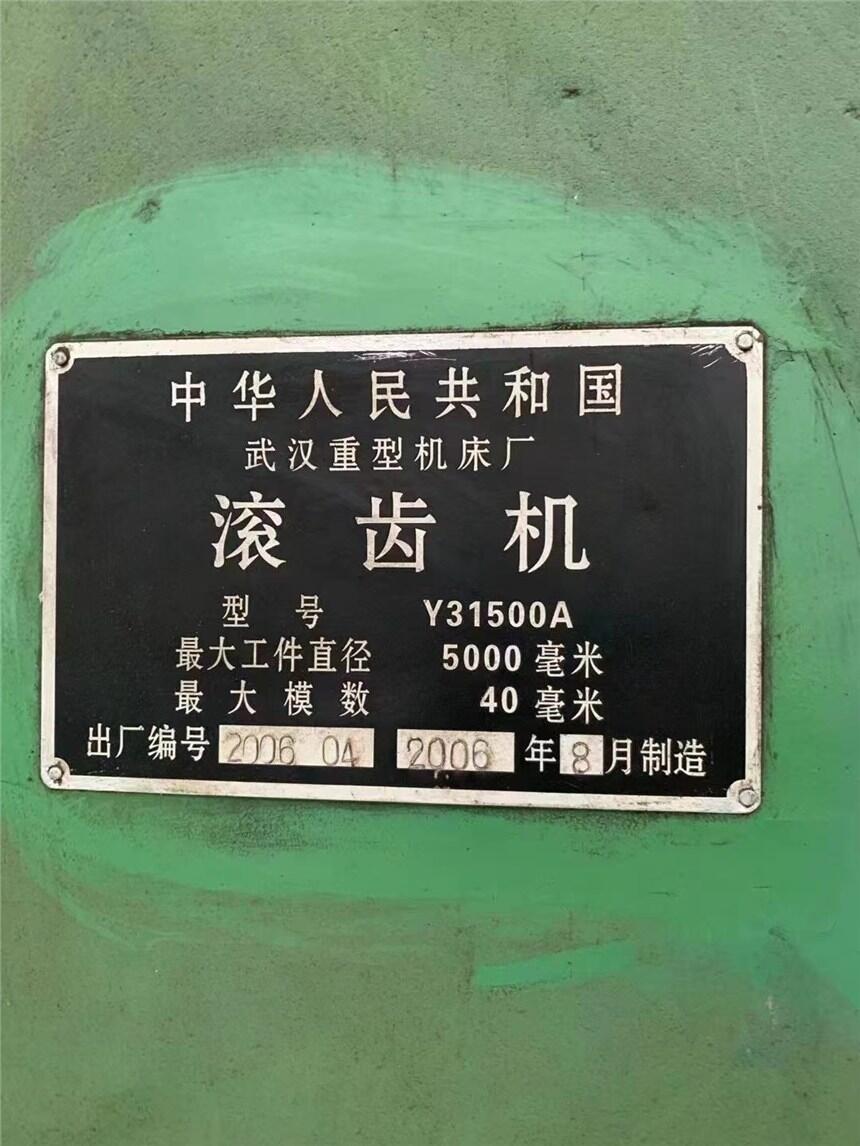 中华人民共和国
武汉重型机床厂
滚齿机
型号 Y31500A
最大工件直径 5000毫米
最大模数 40毫米
出厂编号 2006 04 2006 年 8 月制造